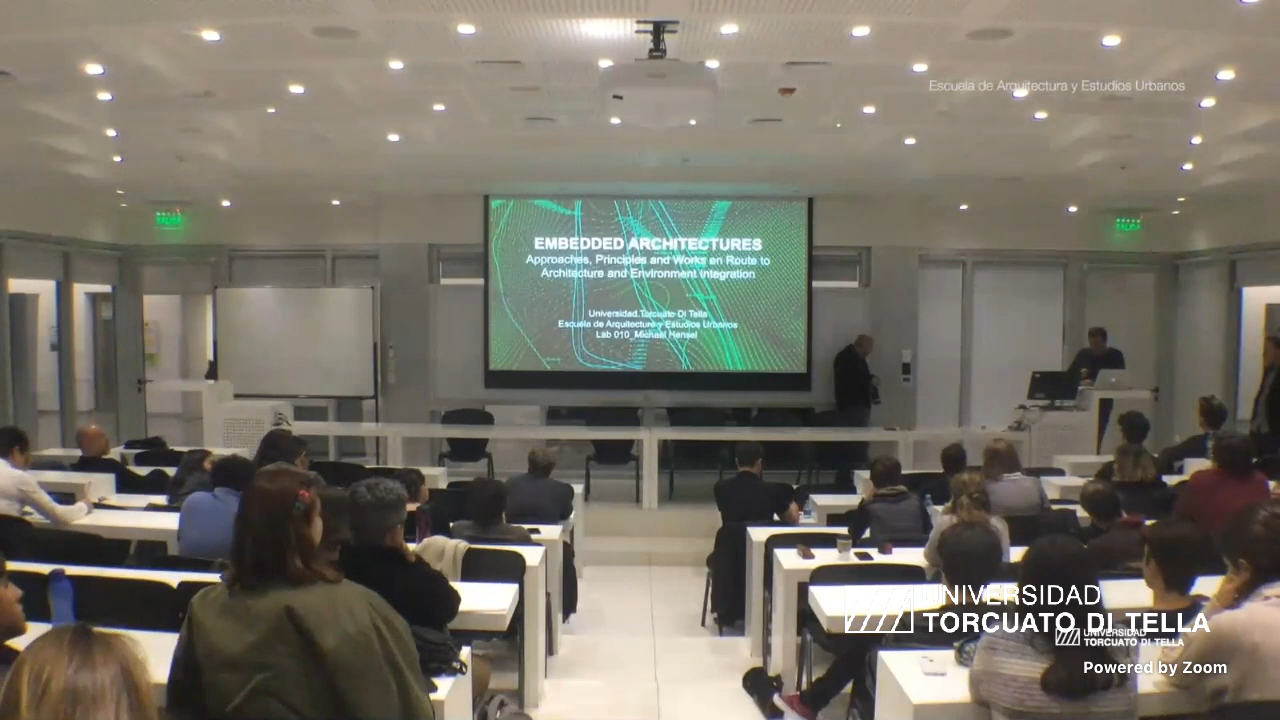 Escuela de Arquitectura y Estudios Urbanos
SALIDA
SALIDA
EMBEDDED ARCHITECTURES
Approaches, Principles and Works en Route to
Architecture and Environment Integration
Universidad Torcuato Di Tella
Escuela de Arquitectura y Estudios Urbanos
Lab 010_Michael Hensel
UNIVERSIDAD
TORCUATO DI TELLA
UNIVERSIDAD
TORCUATO DI TELLA
Powered by Zoom